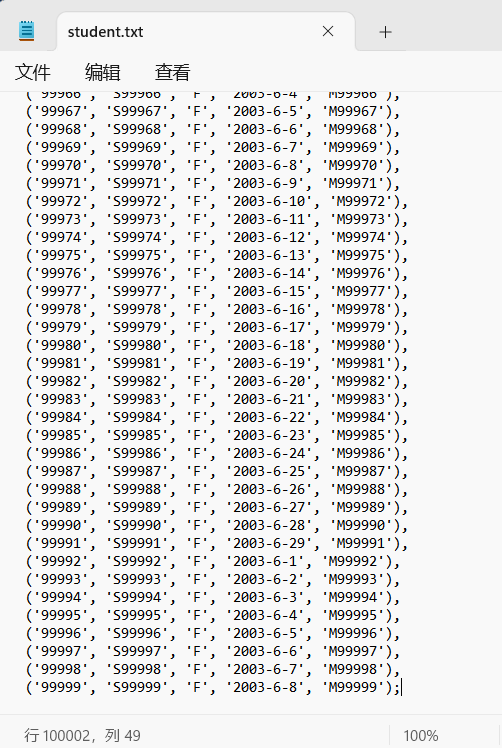 student.txt
文件 编辑 查看
('99966', 'S99966', 'F', '2003-6-4', 'M99966'),
('99967', 'S99967', 'F', '2003-6-5', 'M99967'),
('99968', 'S99968', 'F', '2003-6-6', 'M99968'),
('99969', 'S99969', 'F', '2003-6-7', 'M99969'),
('99970', 'S99970', 'F', '2003-6-8', 'M99970'),
('99971', 'S99971', 'F', '2003-6-9', 'M99971'),
('99972', 'S99972', 'F', '2003-6-10', 'M99972'),
('99973', 'S99973', 'F', '2003-6-11', 'M99973'),
('99974', 'S99974', 'F', '2003-6-12', 'M99974'),
('99975', 'S99975', 'F', '2003-6-13', 'M99975'),
('99976', 'S99976', 'F', '2003-6-14', 'M99976'),
('99977', 'S99977', 'F', '2003-6-15', 'M99977'),
('99978', 'S99978', 'F', '2003-6-16', 'M99978'),
('99979', 'S99979', 'F', '2003-6-17', 'M99979'),
('99980', 'S99980', 'F', '2003-6-18', 'M99980'),
('99981', 'S99981', 'F', '2003-6-19', 'M99981'),
('99982', 'S99982', 'F', '2003-6-20', 'M99982'),
('99983', 'S99983', 'F', '2003-6-21', 'M99983'),
('99984', 'S99984', 'F', '2003-6-22', 'M99984'),
('99985', 'S99985', 'F', '2003-6-23', 'M99985'),
('99986', 'S99986', 'F', '2003-6-24', 'M99986'),
('99987', 'S99987', 'F', '2003-6-25', 'M99987'),
('99988', 'S99988', 'F', '2003-6-26', 'M99988'),
('99989', 'S99989', 'F', '2003-6-27', 'M99989'),
('99990', 'S99990', 'F', '2003-6-28', 'M99990'),
('99991', 'S99991', 'F', '2003-6-29', 'M99991'),
('99992', 'S99992', 'F', '2003-6-1', 'M99992'),
('99993', 'S99993', 'F', '2003-6-2', 'M99993'),
('99994', 'S99994', 'F', '2003-6-3', 'M99994'),
('99995', 'S99995', 'F', '2003-6-4', 'M99995'),
('99996', 'S99996', 'F', '2003-6-5', 'M99996'),
('99997', 'S99997', 'F', '2003-6-6', 'M99997'),
('99998', 'S99998', 'F', '2003-6-7', 'M99998'),
('99999', 'S99999', 'F', '2003-6-8', 'M99999');
行 100002，列 49 100%